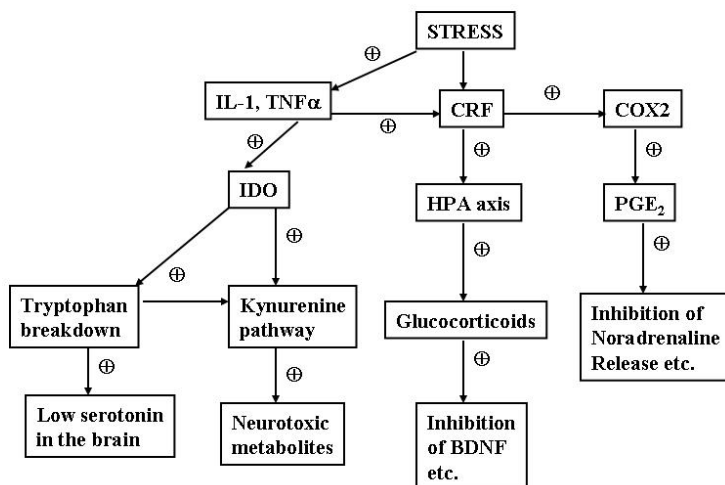 STRESS
⊕
IL-1, TNFα
⊕
CRF
⊕
COX2
⊕
⊕
⊕
IDO
HPA axis
PGE₂
⊕
⊕
⊕
⊕
Tryptophan
breakdown
⊕
Kynurenine
pathway
Glucocorticoids
Inhibition of
Noradrenaline
Release etc.
⊕
⊕
⊕
Low serotonin
in the brain
Neurotoxic
metabolites
Inhibition
of BDNF
etc.